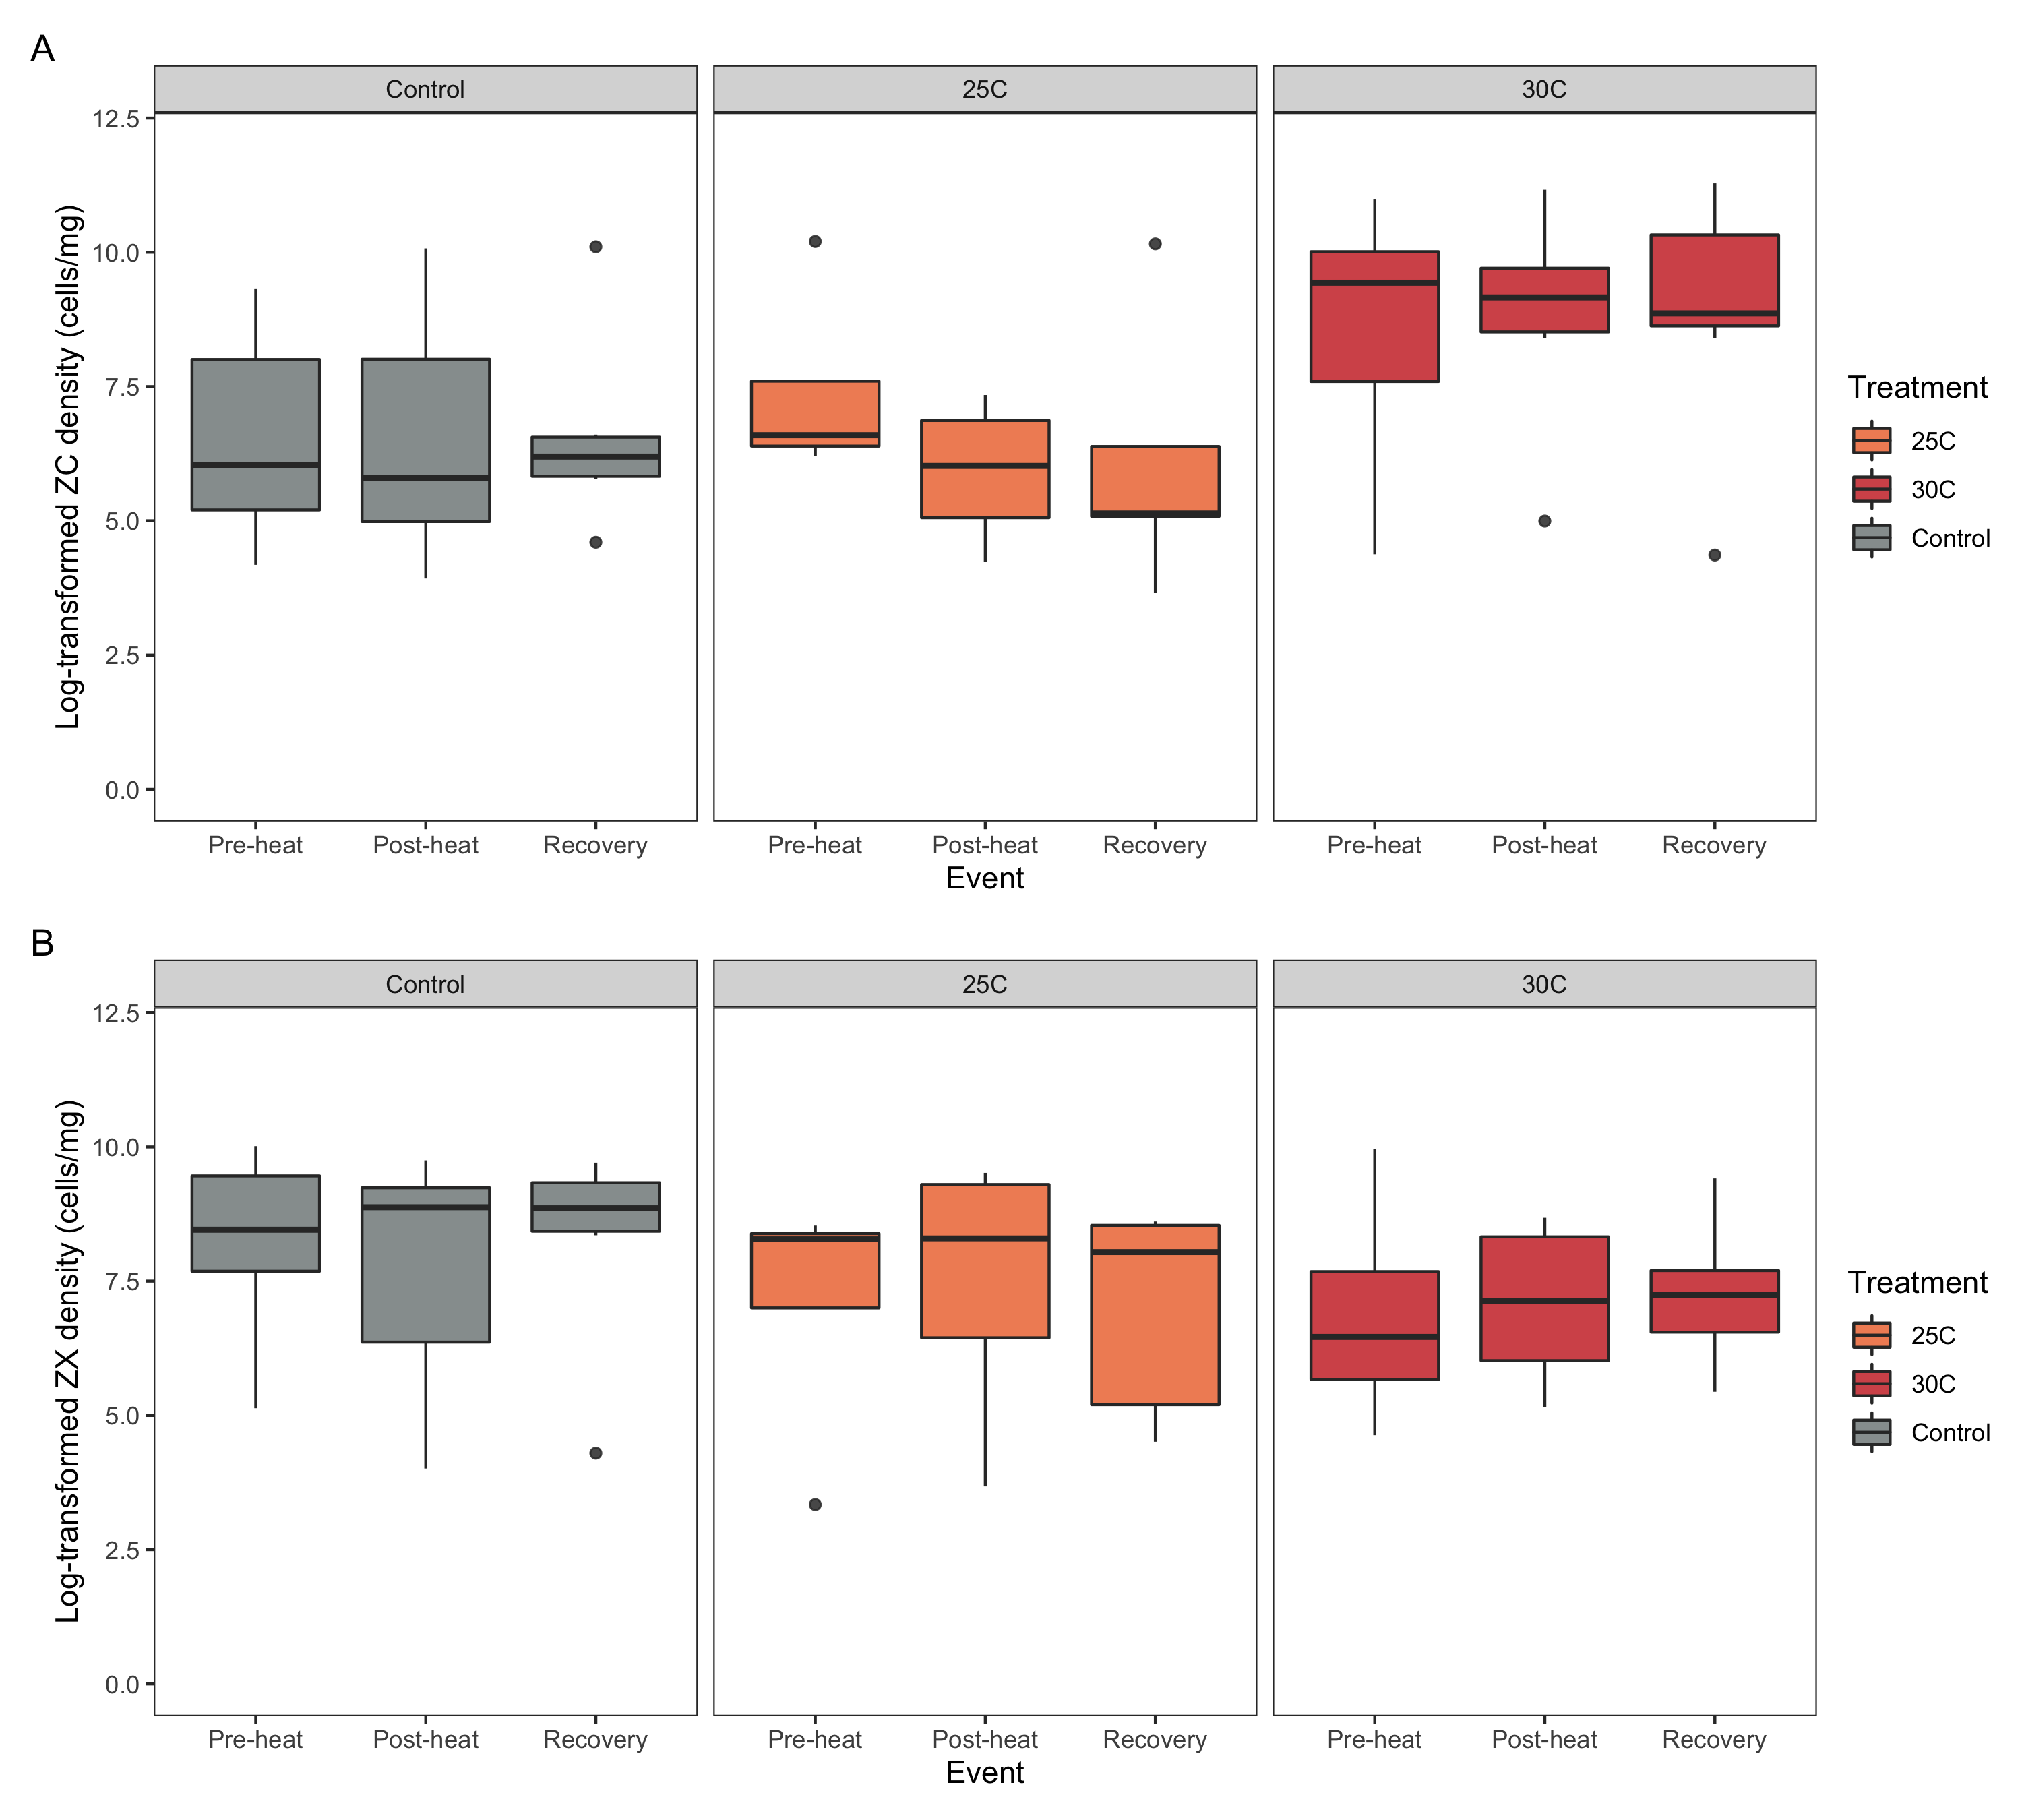 A
Control 25C 30C
12.5
10.0
7.5
5.0
2.5
0.0
Log-transformed ZC density (cells/mg)
Pre-heat Post-heat Recovery Pre-heat Post-heat Recovery Pre-heat Post-heat Recovery
Event
Treatment
25C
30C
Control
B
Control 25C 30C
12.5
10.0
7.5
5.0
2.5
0.0
Log-transformed ZX density (cells/mg)
Pre-heat Post-heat Recovery Pre-heat Post-heat Recovery Pre-heat Post-heat Recovery
Event
Treatment
25C
30C
Control